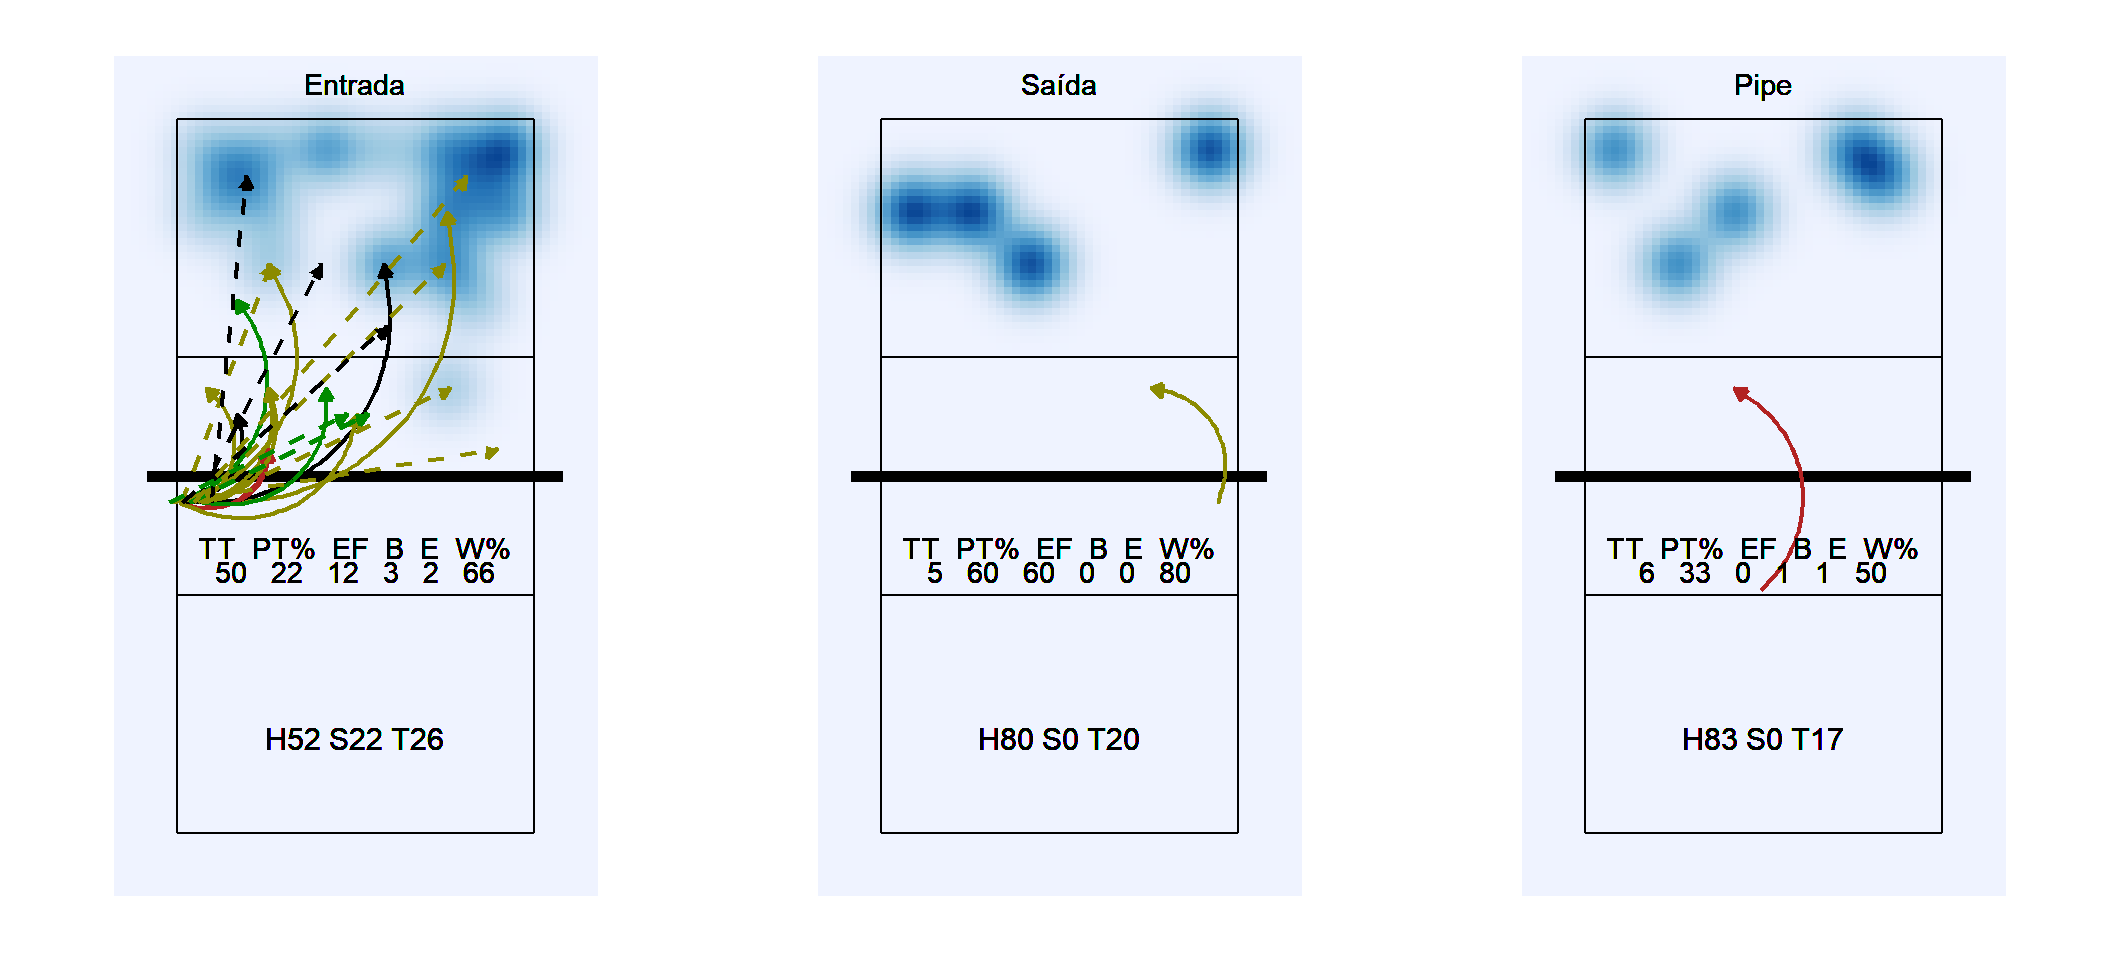 Entrada
TT PT% EF B E W%
50 22 12 3 2 66
H52 S22 T26
Saída
TT PT% EF B E W%
5 60 60 0 0 80
H80 S0 T20
Pipe
TT PT% EF B E W%
6 33 0 1 1 50
H83 S0 T17